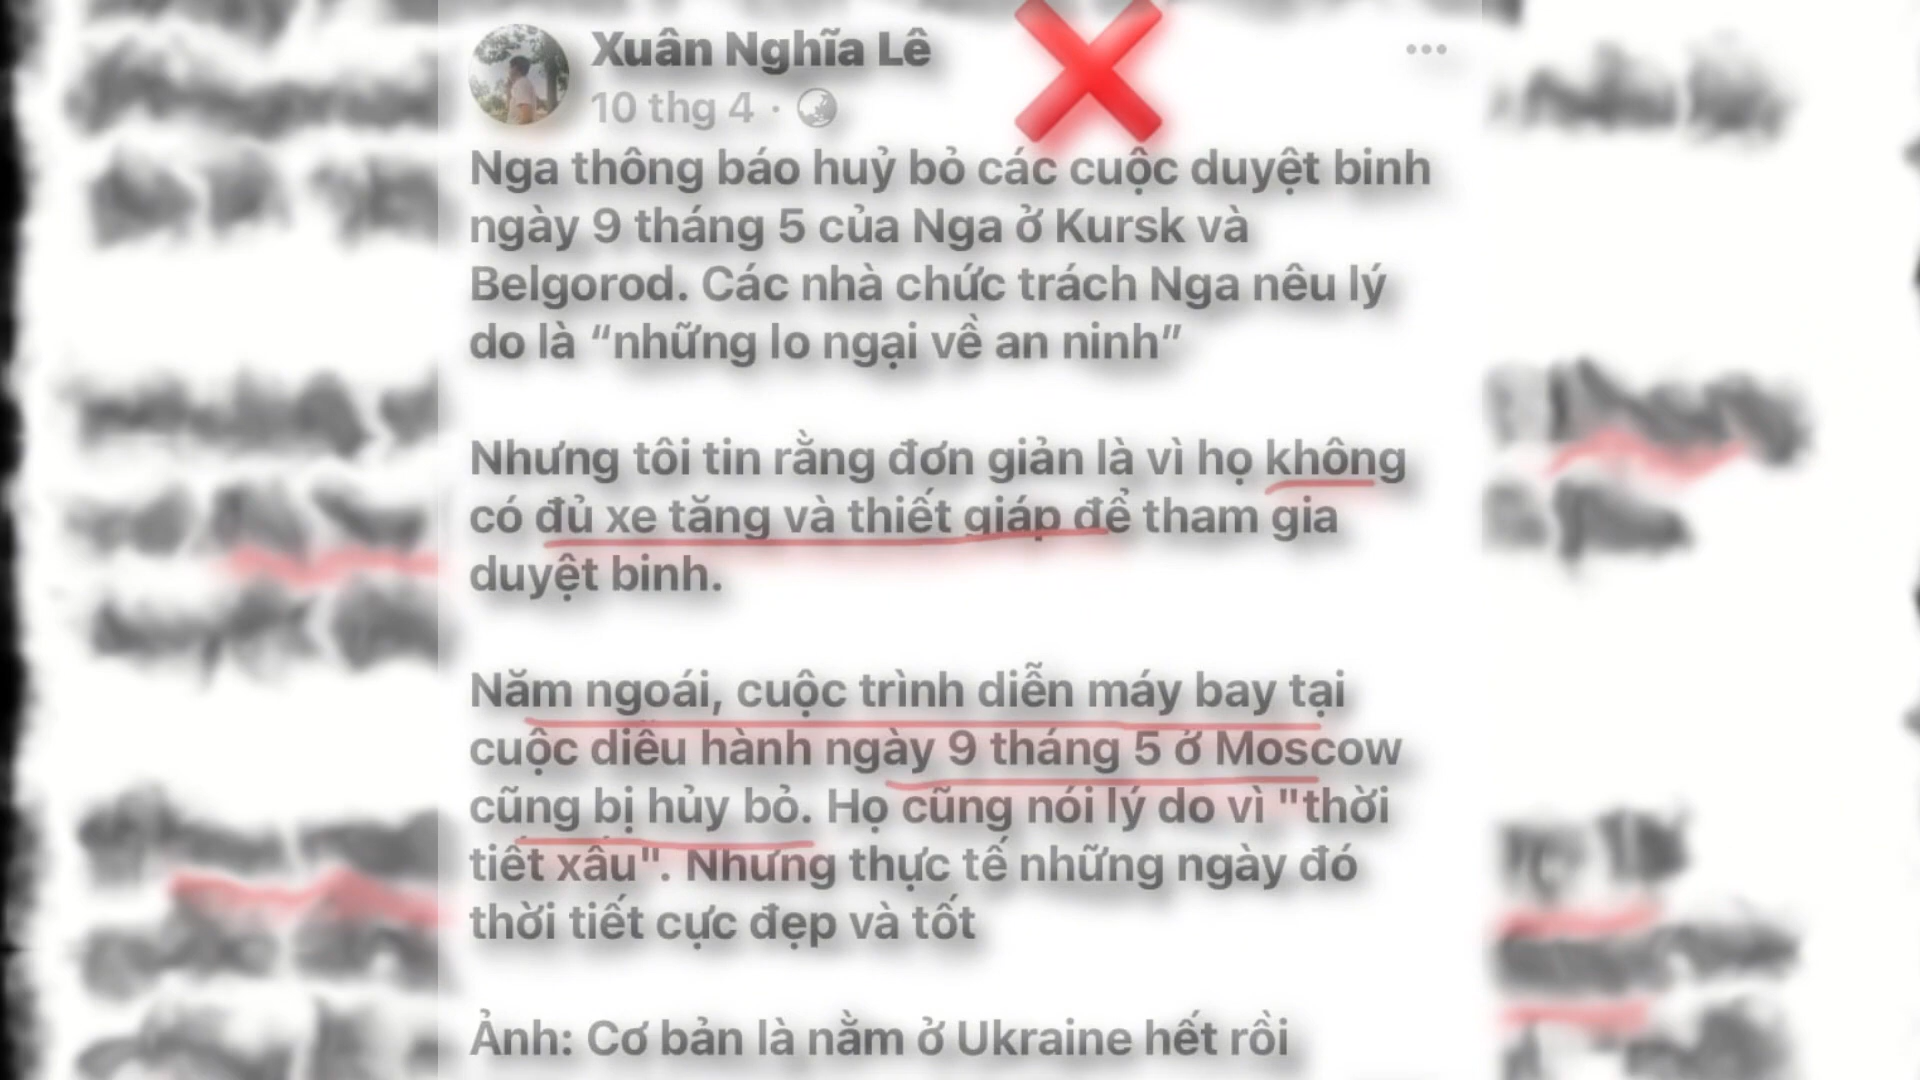 Xuân Nghĩa Lê
10 thg 4 ·
Nga thông báo huỷ bỏ các cuộc duyệt binh
ngày 9 tháng 5 của Nga ở Kursk và
Belgorod. Các nhà chức trách Nga nêu lý
do là “những lo ngại về an ninh”
Nhưng tôi tin rằng đơn giản là vì họ không
có đủ xe tăng và thiết giáp để tham gia
duyệt binh.
Năm ngoái, cuộc trình diễn máy bay tại
cuộc diều hành ngày 9 tháng 5 ở Moscow
cũng bị hủy bỏ. Họ cũng nói lý do vì "thời
tiết xấu". Nhưng thực tế những ngày đó
thời tiết cực đẹp và tốt
Ảnh: Cơ bản là nằm ở Ukraine hết rồi